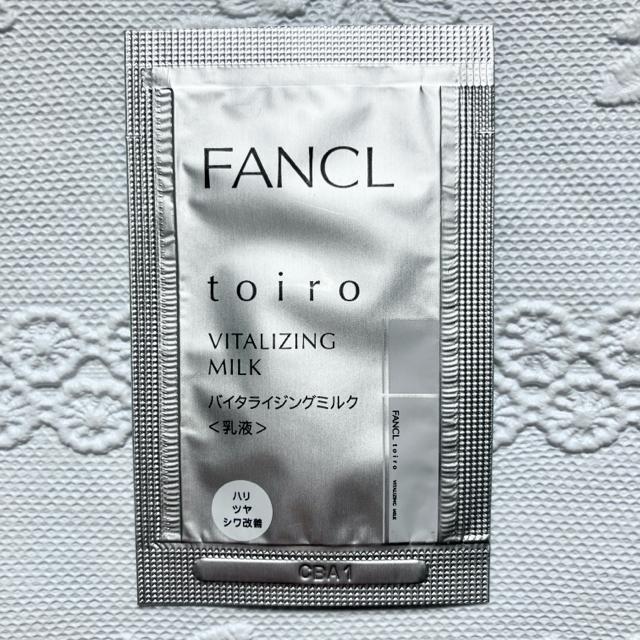 FANCL
toiro
VITALIZING
MILK
バイタライジングミルク
＜乳液＞
FANCL toiro VITALIZING MILK
ハリ
ツヤ
シワ改善
CBA1